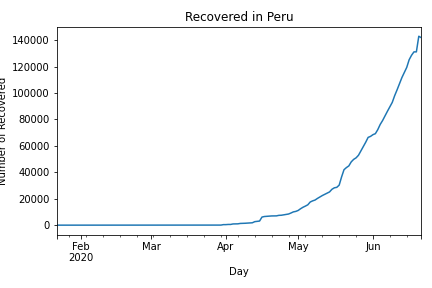 Recovered in Peru
140000
120000
100000
80000
60000
40000
20000
0
Number of Recovered
Feb
2020
Mar
Apr
May
Jun
Day